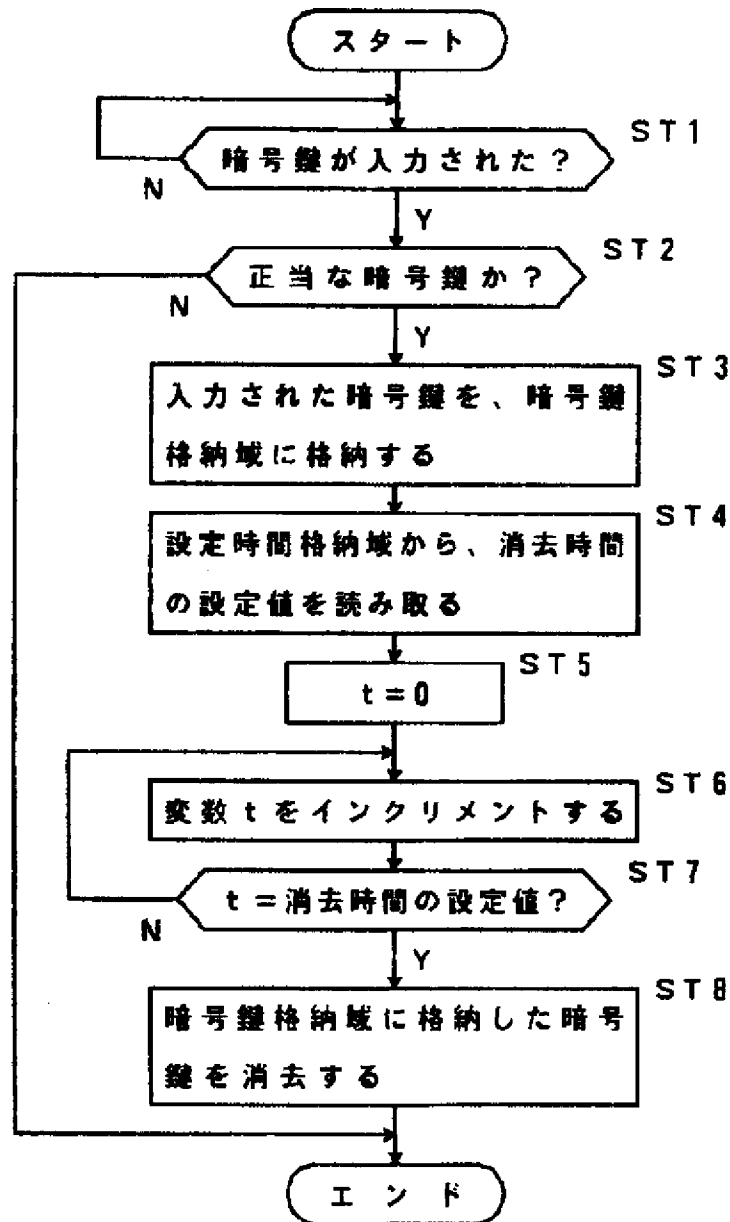 スタート
ST1
暗号鍵が入力された？
N
Y
ST2
正当な暗号鍵か？
N
Y
ST3
入力された暗号鍵を、暗号鍵
格納域に格納する
ST4
設定時間格納域から、消去時間
の設定値を読み取る
ST5
t＝0
ST6
変数tをインクリメントする
ST7
t＝消去時間の設定値？
N
Y
ST8
暗号鍵格納域に格納した暗号
鍵を消去する
エンド